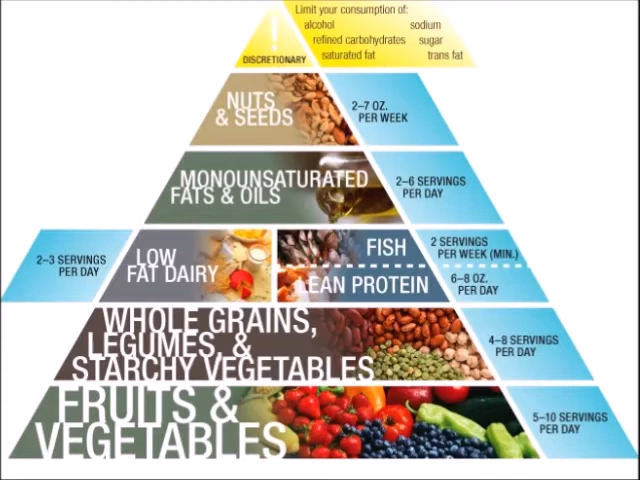 Limit your consumption of:
alcohol sodium
refined carbohydrates sugar
saturated fat trans fat
!
DISCRETIONARY
NUTS
& SEEDS
2–7 OZ.
PER WEEK
MONOUNSATURATED
FATS & OILS
2–6 SERVINGS
PER DAY
2–3 SERVINGS
PER DAY
LOW
FAT DAIRY
FISH
2 SERVINGS
PER WEEK (MIN.)
LEAN PROTEIN
6–8 OZ.
PER DAY
WHOLE GRAINS,
LEGUMES, &
STARCHY VEGETABLES
4–8 SERVINGS
PER DAY
FRUITS &
VEGETABLES
5–10 SERVINGS
PER DAY